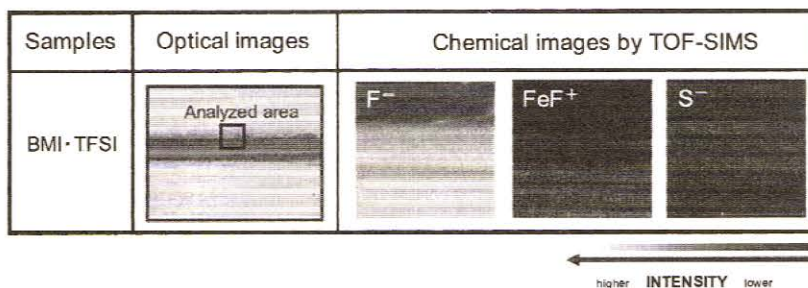 Samples
Optical images
Chemical images by TOF-SIMS
BMI･TFSI
Analyzed area
F⁻
FeF⁺
S⁻
higher INTENSITY lower